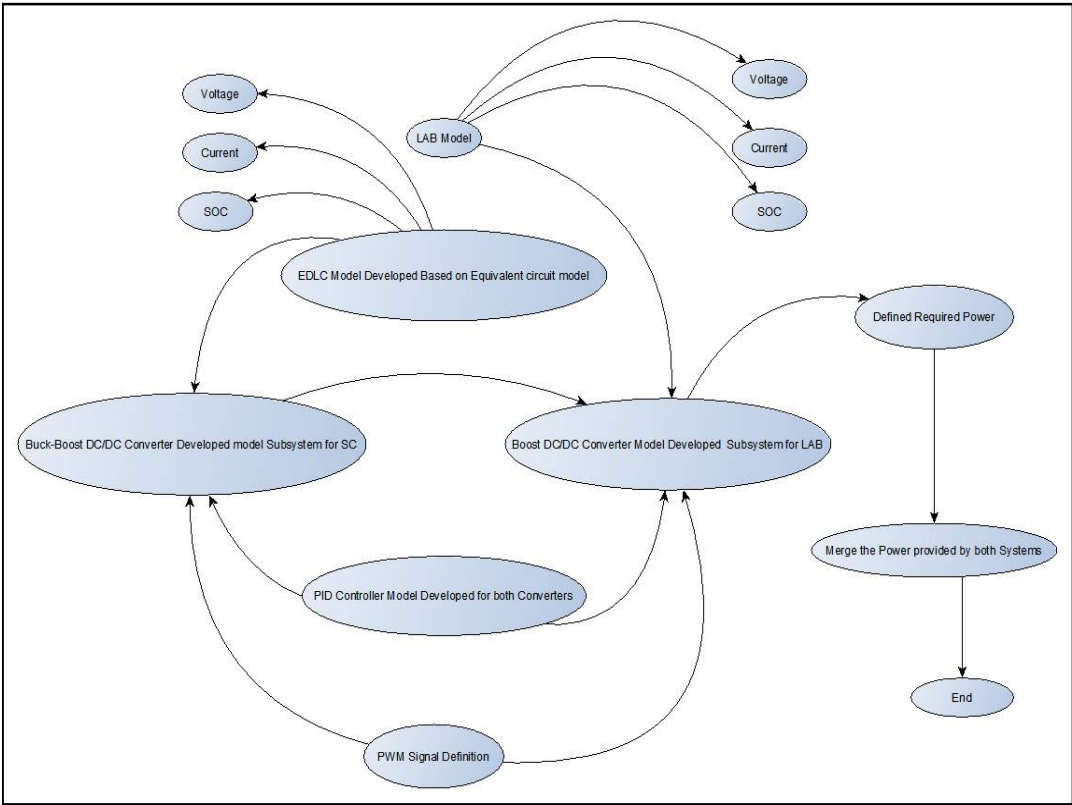 Voltage
Current
SOC
LAB Model
Voltage
Current
SOC
EDLC Model Developed Based on Equivalent circuit model
Defined Required Power
Buck-Boost DC/DC Converter Developed model Subsystem for SC
Boost DC/DC Converter Model Developed Subsystem for LAB
Merge the Power provided by both Systems
PID Controller Model Developed for both Converters
End
PWM Signal Definition